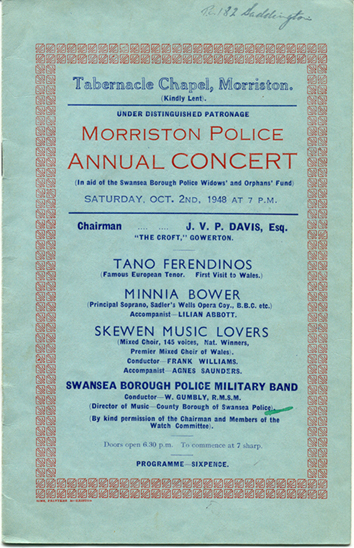 Tabernacle Chapel, Morriston.
(Kindly Lent).
UNDER DISTINGUISHED PATRONAGE
MORRISTON POLICE
ANNUAL CONCERT
(In aid of the Swansea Borough Police Widows' and Orphans' Fund)
SATURDAY, OCT. 2ND, 1948 AT 7 P.M.
Chairman .... .... J. V. P. DAVIS, Esq.
"THE CROFT," GOWERTON.
TANO FERENDINOS
(Famous European Tenor. First Visit to Wales.)
MINNIA BOWER
(Principal Soprano, Sadler's Wells Opera Coy., B.B.C. etc.)
Accompanist - LILIAN ABBOTT.
SKEWEN MUSIC LOVERS
(Mixed Choir, 145 voices, Nat. Winners,
Premier Mixed Choir of Wales).
Conductor - FRANK WILLIAMS.
Accompanist - AGNES SAUNDERS.
SWANSEA BOROUGH POLICE MILITARY BAND
Conductor - W. GUMBLY, R.M.S.M.
(Director of Music - County Borough of Swansea Police).
(By kind permission of the Chairman and Members of the
Watch Committee).
Doors open 6.30 p.m. To commence at 7 sharp.
PROGRAMME - SIXPENCE.